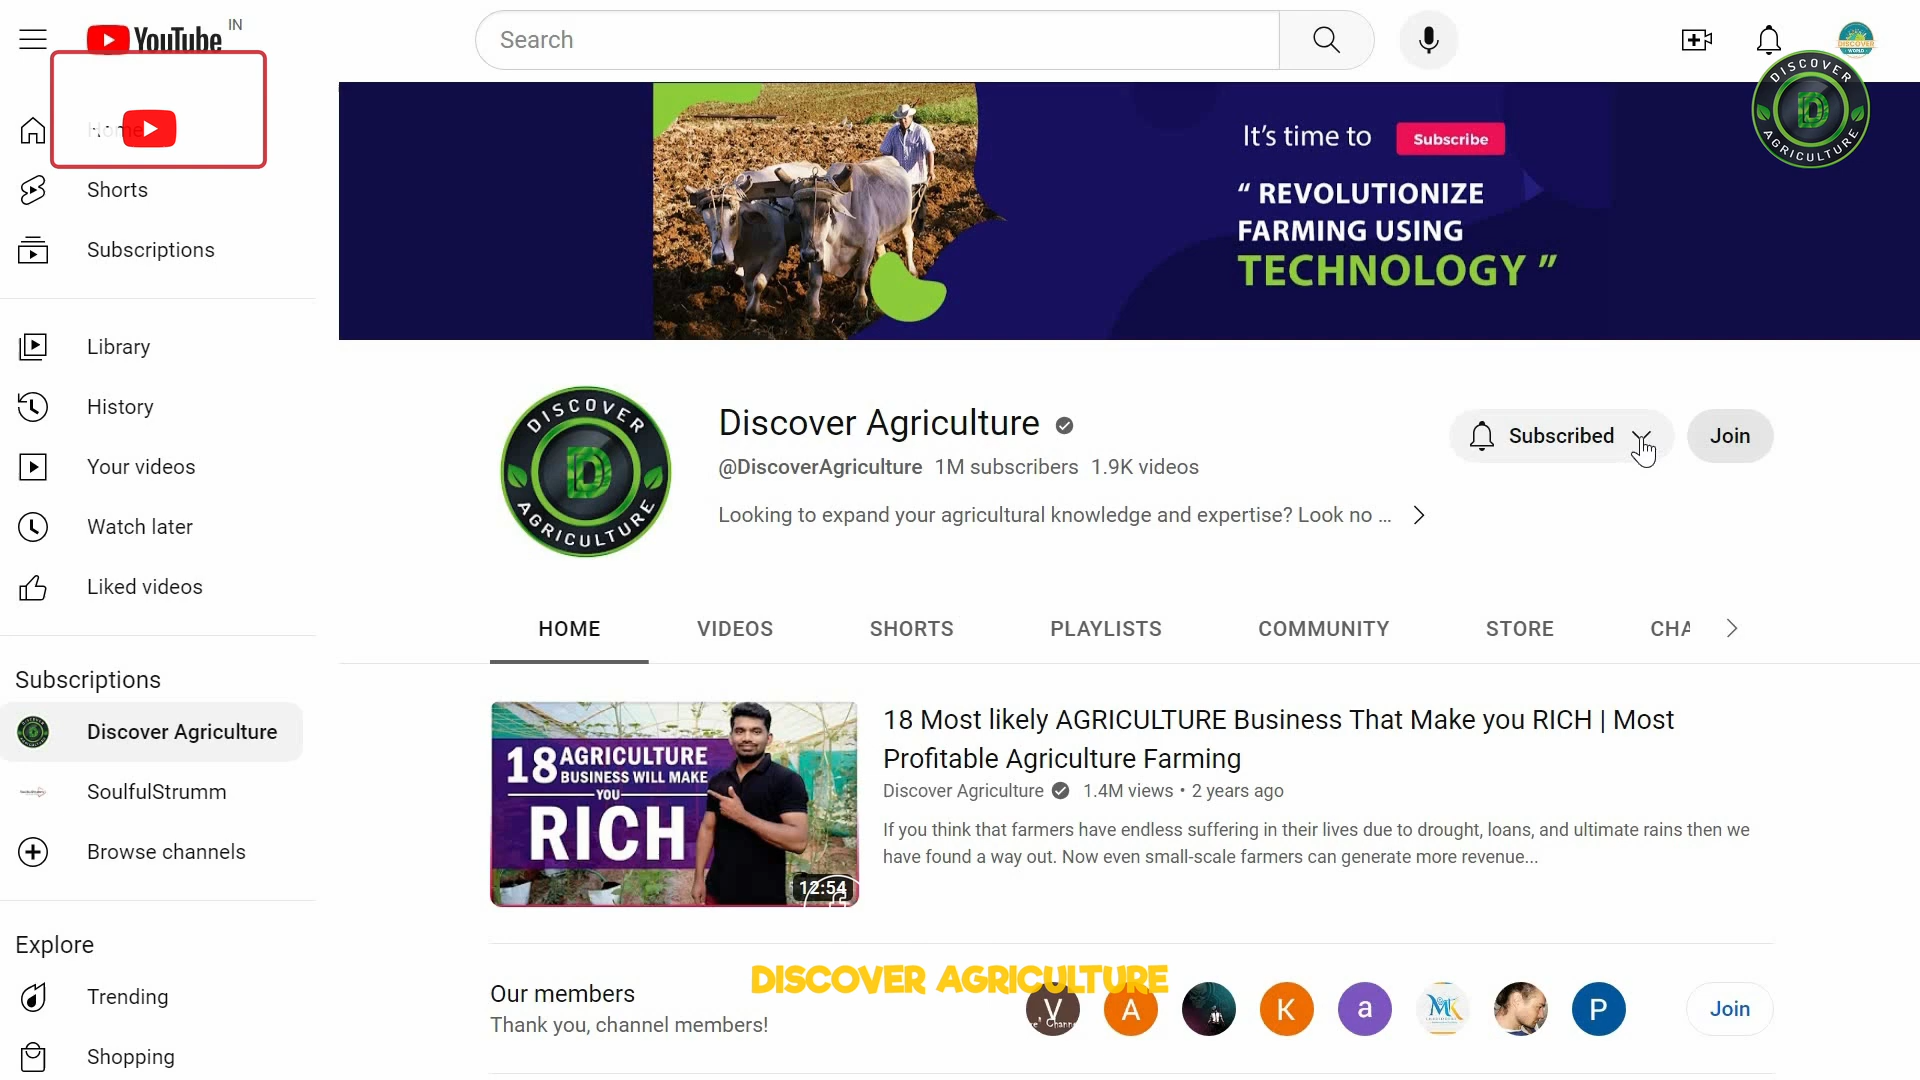 YouTube IN
Search
Home
Shorts
Subscriptions
Library
History
Your videos
Watch later
Liked videos
Subscriptions
Discover Agriculture
SoulfulStrumm
Browse channels
Explore
Trending
Shopping
It's time to Subscribe
“ REVOLUTIONIZE
FARMING USING
TECHNOLOGY ”
DISCOVER
D
AGRICULTURE
DISCOVER
D
AGRICULTURE
Discover Agriculture
@DiscoverAgriculture 1M subscribers 1.9K videos
Looking to expand your agricultural knowledge and expertise? Look no ...
Subscribed
Join
HOME VIDEOS SHORTS PLAYLISTS COMMUNITY STORE CHA
18 AGRICULTURE
BUSINESS WILL MAKE
YOU
RICH
12:54
18 Most likely AGRICULTURE Business That Make you RICH | Most
Profitable Agriculture Farming
Discover Agriculture 1.4M views • 2 years ago
If you think that farmers have endless suffering in their lives due to drought, loans, and ultimate rains then we
have found a way out. Now even small-scale farmers can generate more revenue...
DISCOVER AGRICULTURE
Our members
Thank you, channel members!
V A K a MK P
Join